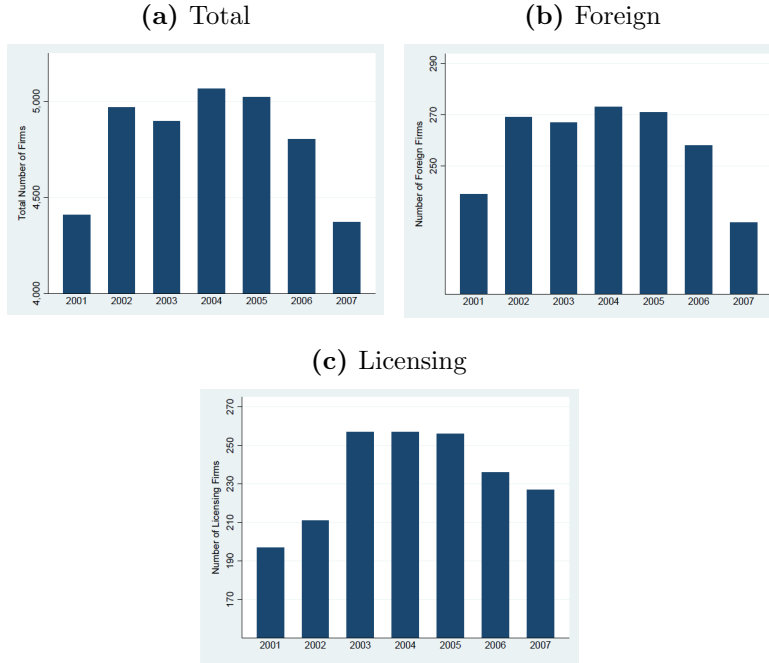 (a) Total
(b) Foreign
Total Number of Firms
5,000
4,500
4,000
2001 2002 2003 2004 2005 2006 2007
Number of Foreign Firms
290
270
250
2001 2002 2003 2004 2005 2006 2007
(c) Licensing
Number of Licensing Firms
270
250
230
210
190
170
2001 2002 2003 2004 2005 2006 2007